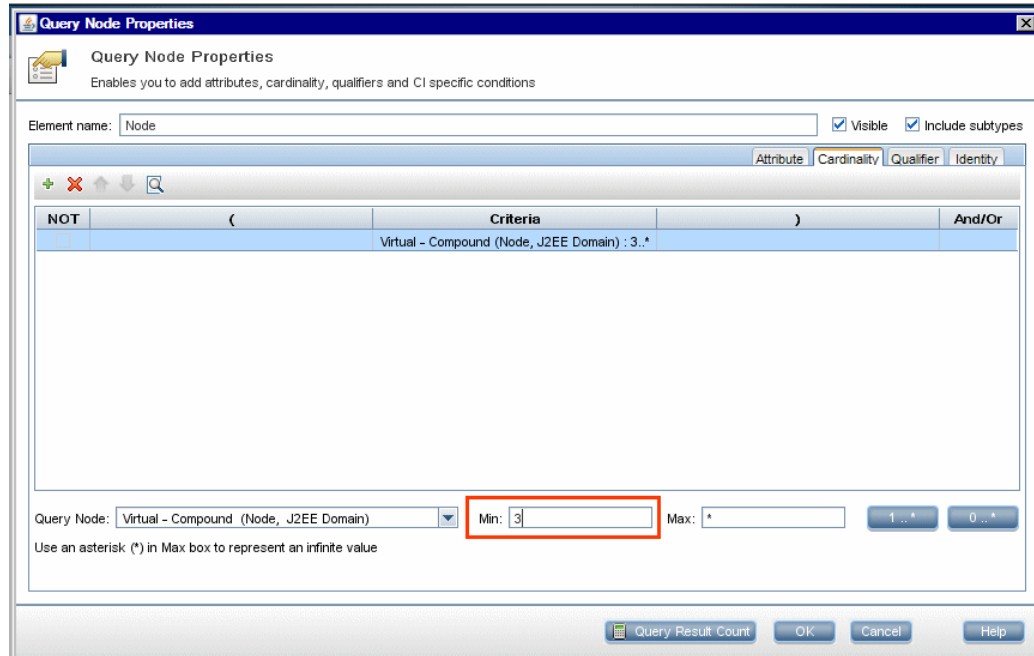 Query Node Properties
Query Node Properties
Enables you to add attributes, cardinality, qualifiers and CI specific conditions
Element name: Node Visible Include subtypes
Attribute Cardinality Qualifier Identity
NOT ( Criteria ) And/Or
Virtual - Compound (Node, J2EE Domain) : 3..*
Query Node: Virtual - Compound (Node, J2EE Domain) Min: 3 Max: * 1 ..* 0 ..*
Use an asterisk (*) in Max box to represent an infinite value
Query Result Count OK Cancel Help